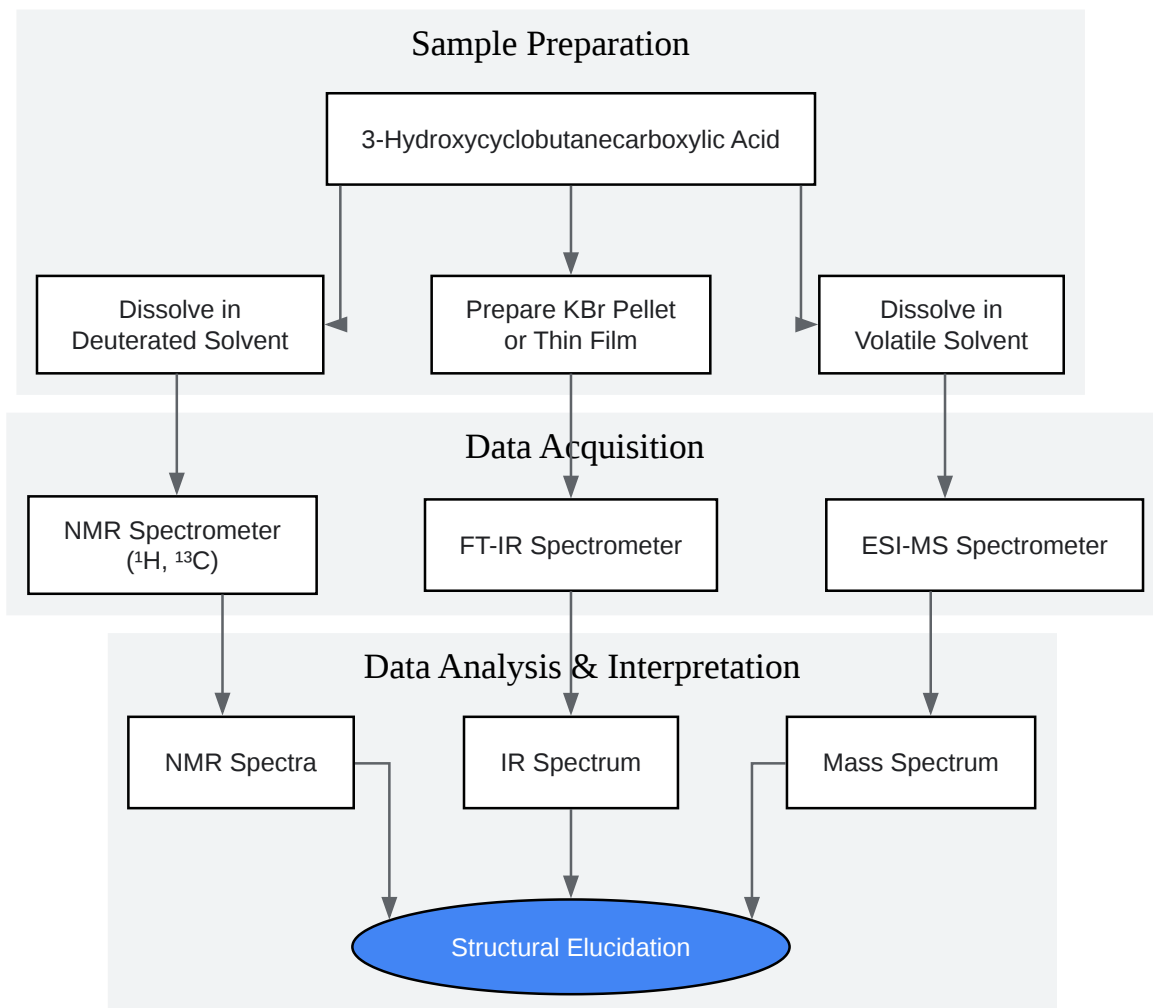 Sample Preparation
3-Hydroxycyclobutanecarboxylic Acid
Dissolve in
Deuterated Solvent
Prepare KBr Pellet
or Thin Film
Dissolve in
Volatile Solvent
Data Acquisition
NMR Spectrometer
(¹H, ¹³C)
FT-IR Spectrometer
ESI-MS Spectrometer
Data Analysis & Interpretation
NMR Spectra
IR Spectrum
Mass Spectrum
Structural Elucidation